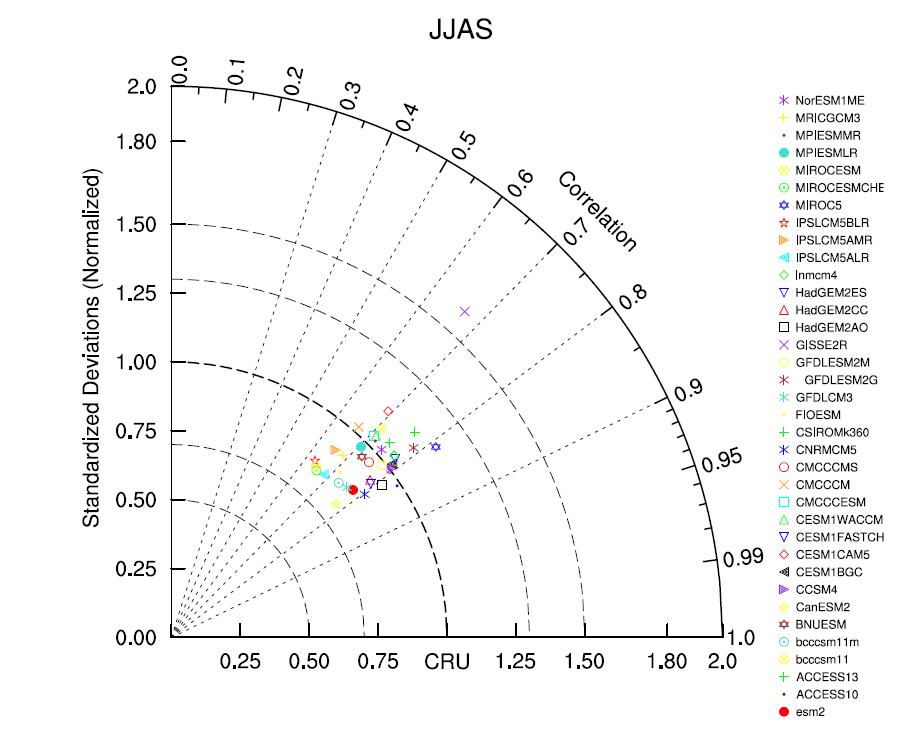 JJAS
0.0
0.1
0.2
0.3
0.4
0.5
0.6
0.7
0.8
0.9
0.95
0.99
1.0
Correlation
Standardized Deviations (Normalized)
2.0
1.80
1.50
1.25
1.00
0.75
0.50
0.25
0.00
0.25
0.50
0.75
CRU
1.25
1.50
1.80
2.0
NorESM1ME
MRICGCM3
MPIESMMR
MPIESMLR
MIROCESM
MIROCESMCHE
MIROC5
IPSLCM5BLR
IPSLCM5AMR
IPSLCM5ALR
Inmcm4
HadGEM2ES
HadGEM2CC
HadGEM2AO
GISSE2R
GFDLESM2M
GFDLESM2G
GFDLCM3
FIOESM
CSIROMk360
CNRMCM5
CMCCCMS
CMCCCM
CMCCCESM
CESM1WACCM
CESM1FASTCH
CESM1CAM5
CESM1BGC
CCSM4
CanESM2
BNUESM
bcccsm11m
bcccsm11
ACCESS13
ACCESS10
esm2